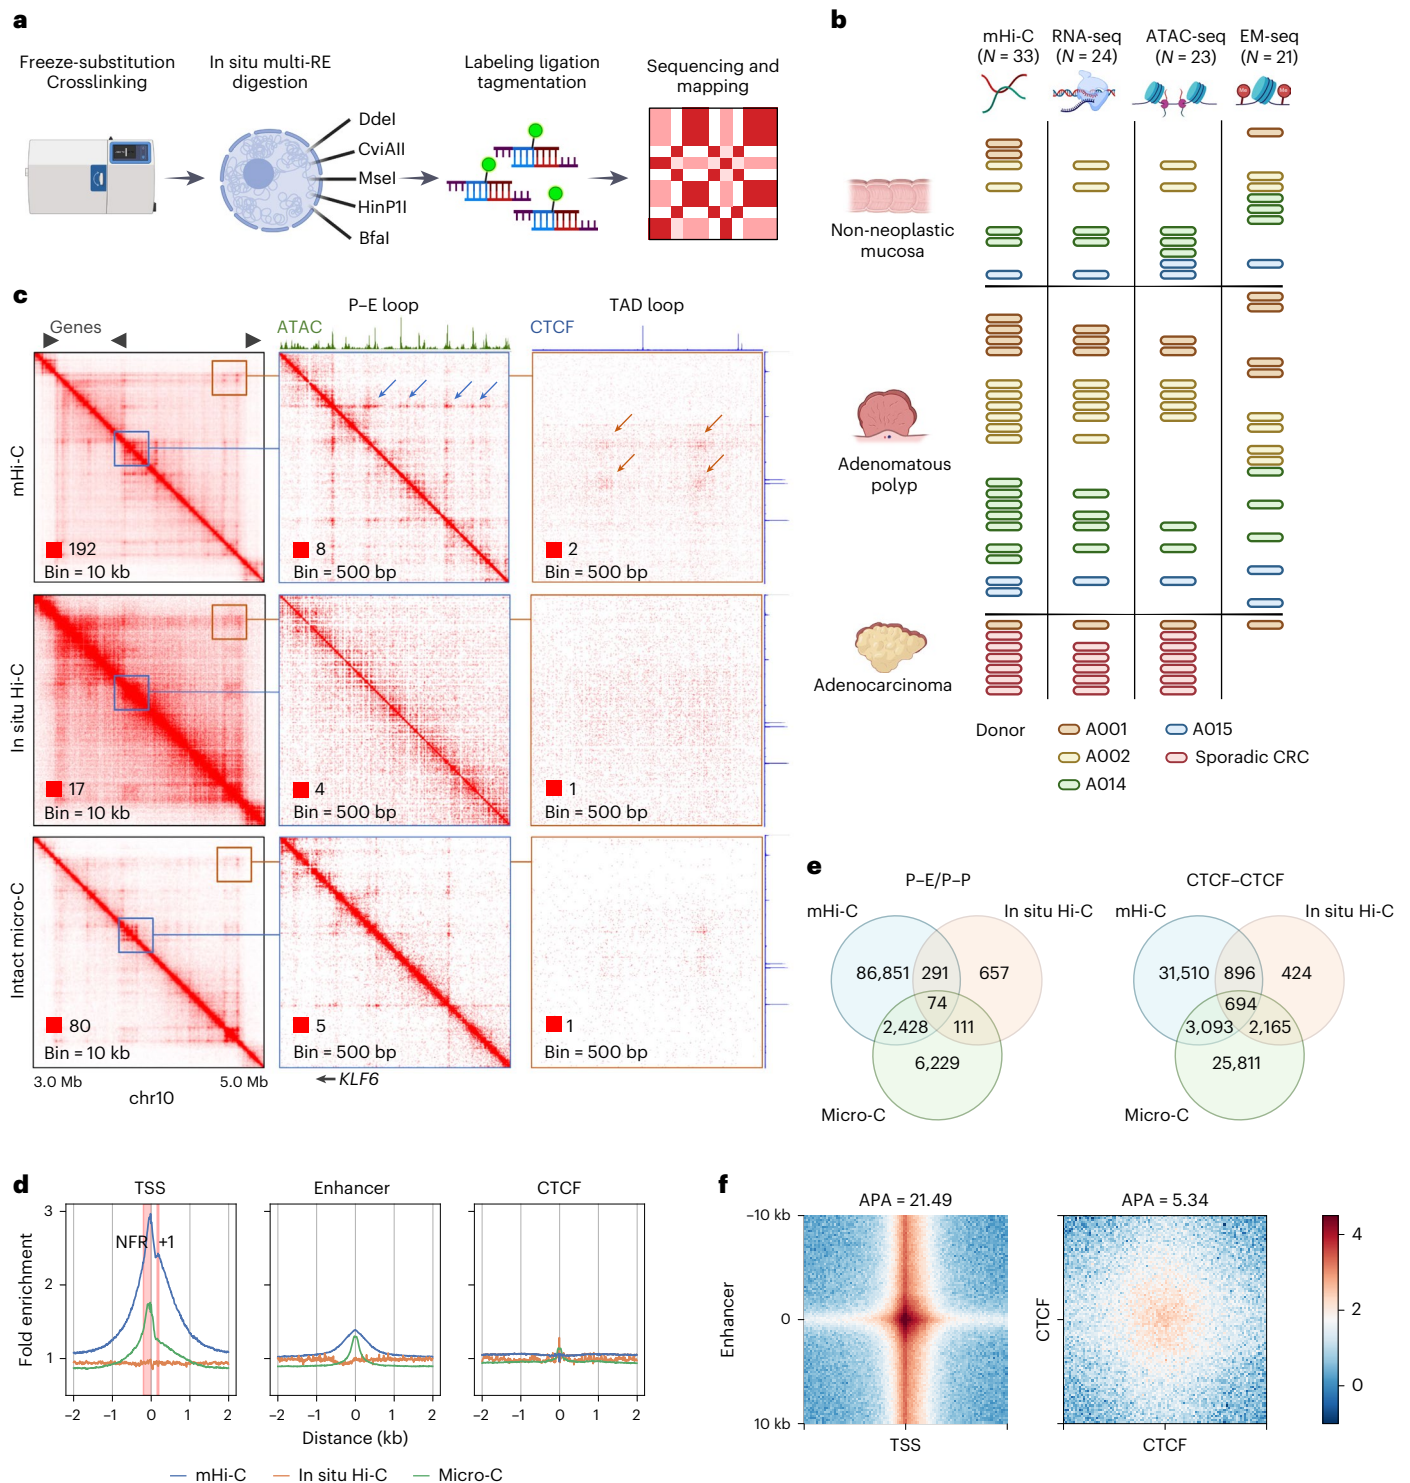 a
Freeze-substitution
Crosslinking
In situ multi-RE
digestion
DdeI
CviAII
MseI
HinP1I
BfaI
Labeling ligation
tagmentation
Sequencing and
mapping
b
mHi-C
(N = 33)
RNA-seq
(N = 24)
ATAC-seq
(N = 23)
EM-seq
(N = 21)
Me
Me
Non-neoplastic
mucosa
Adenomatous
polyp
Adenocarcinoma
Donor
A001
A002
A014
A015
Sporadic CRC
c
Genes
P–E loop
ATAC
TAD loop
CTCF
mHi-C
192
Bin = 10 kb
8
Bin = 500 bp
2
Bin = 500 bp
In situ Hi-C
17
Bin = 10 kb
4
Bin = 500 bp
1
Bin = 500 bp
Intact micro-C
80
Bin = 10 kb
5
Bin = 500 bp
1
Bin = 500 bp
3.0 Mb
5.0 Mb
chr10
KLF6
e
P–E/P–P
mHi-C
In situ Hi-C
86,851
291
657
74
2,428
111
6,229
Micro-C
CTCF–CTCF
mHi-C
In situ Hi-C
31,510
896
424
694
3,093
2,165
25,811
Micro-C
d
TSS
Enhancer
CTCF
Fold enrichment
3
2
1
NFR
+1
–2
–1
0
1
2
–2
–1
0
1
2
–2
–1
0
1
2
Distance (kb)
mHi-C
In situ Hi-C
Micro-C
f
APA = 21.49
–10 kb
0
10 kb
Enhancer
TSS
APA = 5.34
CTCF
CTCF
4
2
0